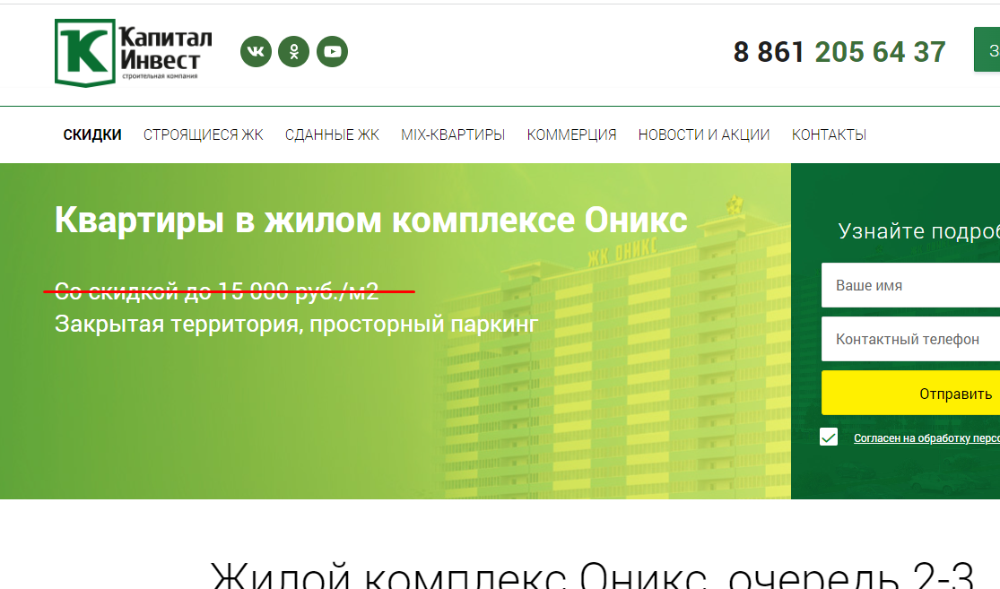 Капитал
Инвест
строительная компания
8 861 205 64 37
СКИДКИ СТРОЯЩИЕСЯ ЖК СДАННЫЕ ЖК MIX-КВАРТИРЫ КОММЕРЦИЯ НОВОСТИ И АКЦИИ КОНТАКТЫ
Квартиры в жилом комплексе Оникс
ЖК ОНИКС
Со скидкой до 15 000 руб./м2
Закрытая территория, просторный паркинг
Узнайте
Ваше имя
Контактный телефон
Отправить
Согласен на обработку
Жилой комплекс Оникс, очередь 2-3